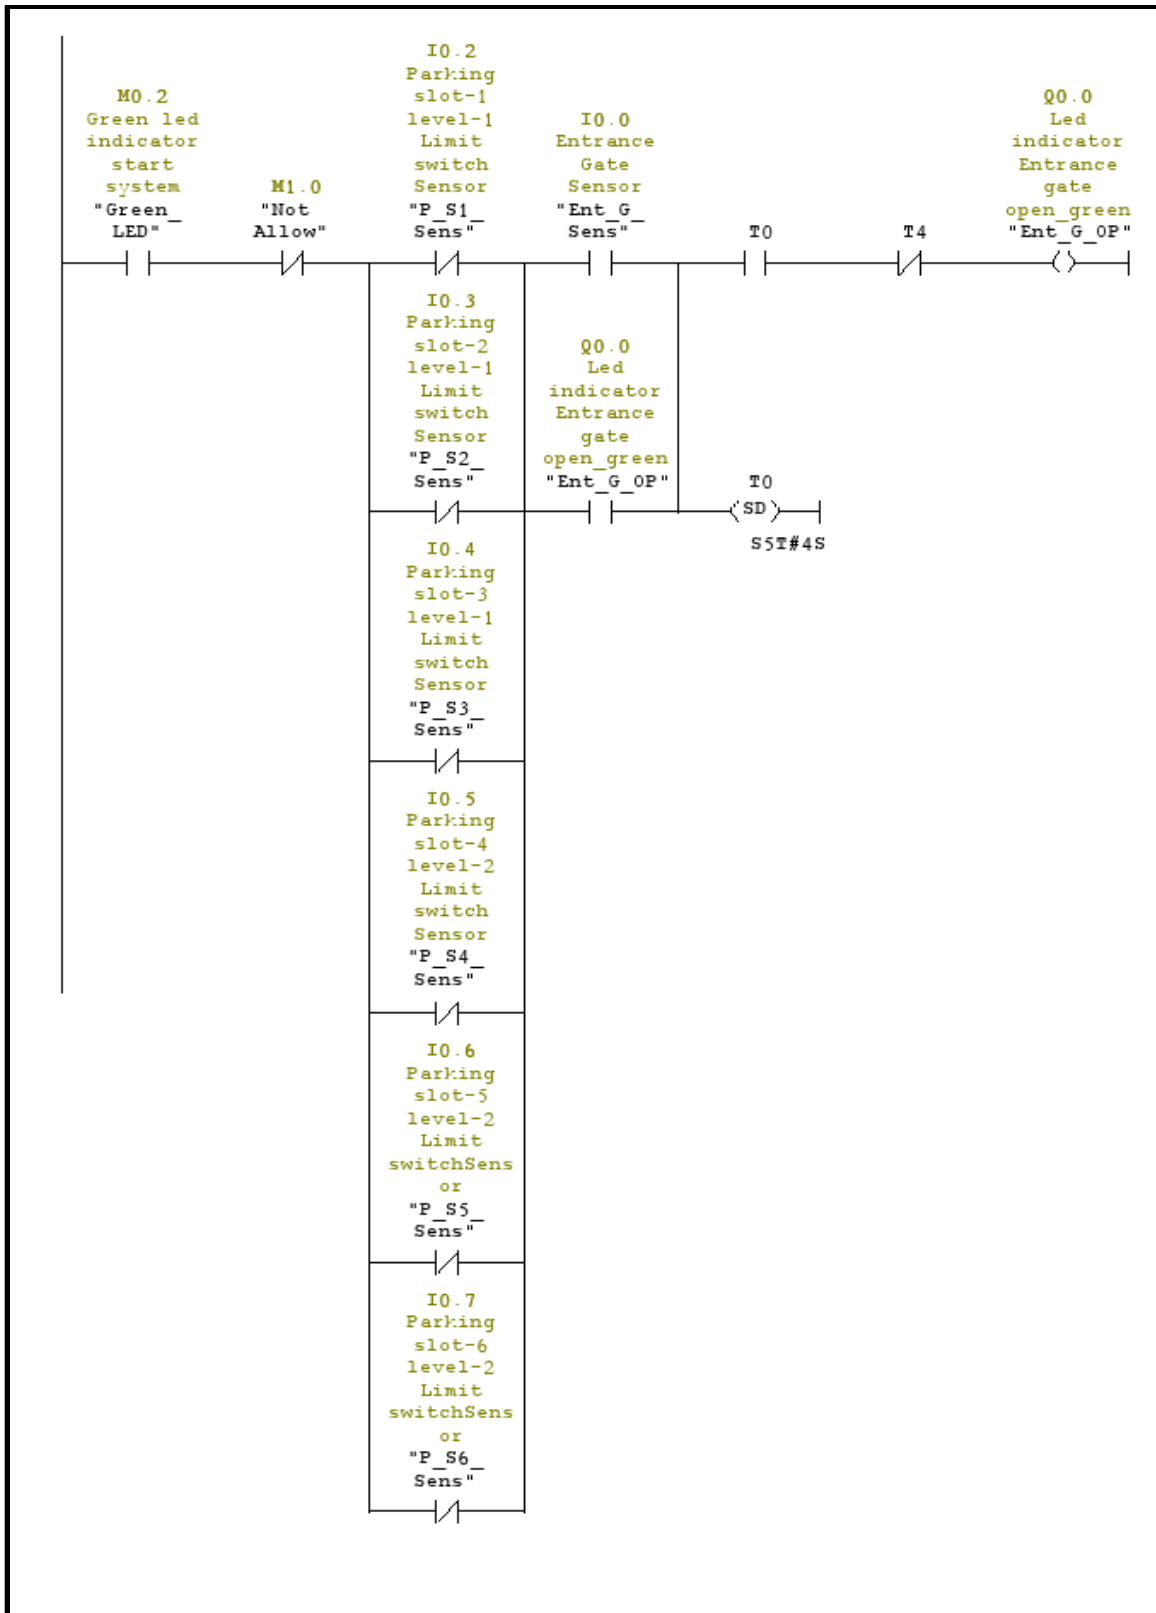 M0.2
Green led
indicator
start
system
"Green_
LED"
M1.0
"Not
Allow"
I0.2
Parking
slot-1
level-1
Limit
switch
Sensor
"P_S1_
Sens"
I0.0
Entrance
Gate
Sensor
"Ent_G_
Sens"
T0
T4
Q0.0
Led
indicator
Entrance
gate
open_green
"Ent_G_OP"
I0.3
Parking
slot-2
level-1
Limit
switch
Sensor
"P_S2_
Sens"
Q0.0
Led
indicator
Entrance
gate
open_green
"Ent_G_OP"
T0
SD
S5T#4S
I0.4
Parking
slot-3
level-1
Limit
switch
Sensor
"P_S3_
Sens"
I0.5
Parking
slot-4
level-2
Limit
switch
Sensor
"P_S4_
Sens"
I0.6
Parking
slot-5
level-2
Limit
switchSens
or
"P_S5_
Sens"
I0.7
Parking
slot-6
level-2
Limit
switchSens
or
"P_S6_
Sens"